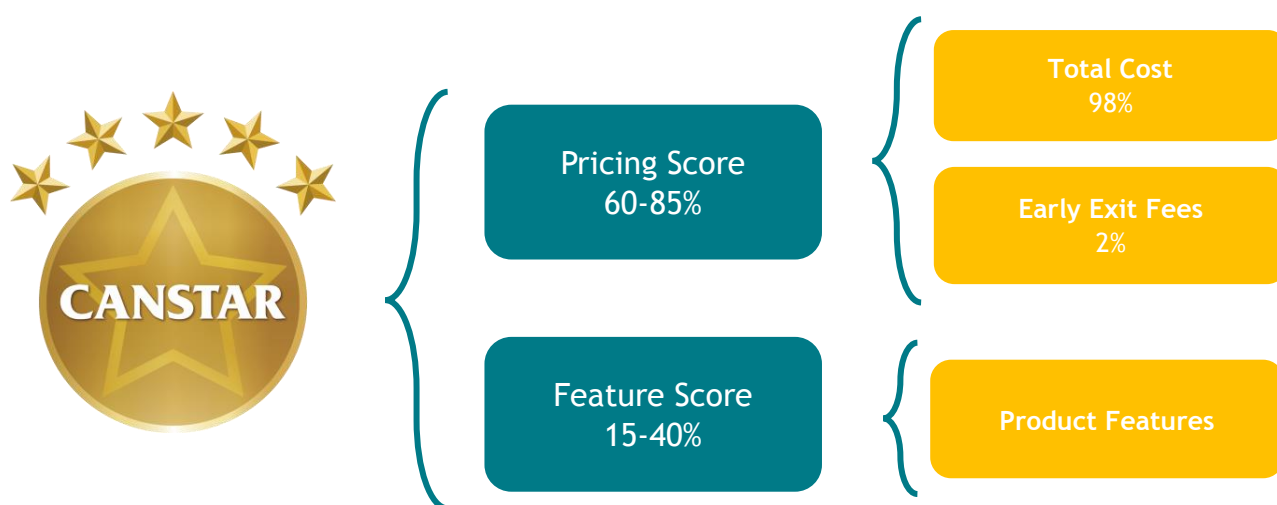 CANSTAR
Pricing Score
60-85%
Total Cost
98%
Early Exit Fees
2%
Feature Score
15-40%
Product Features